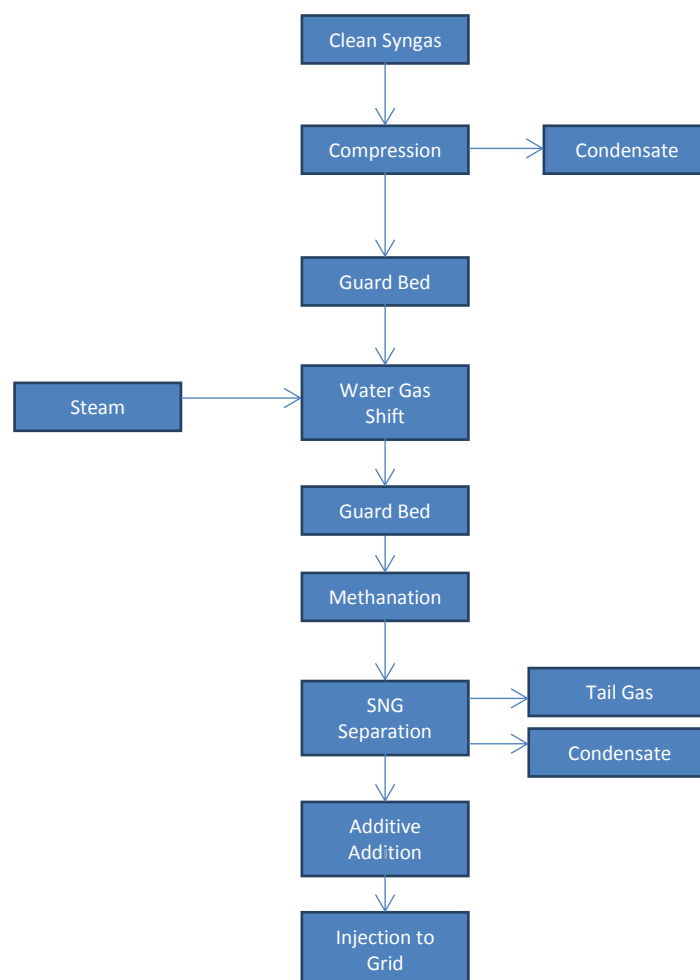 Clean Syngas
Compression
Condensate
Guard Bed
Steam
Water Gas
Shift
Guard Bed
Methanation
SNG
Separation
Tail Gas
Condensate
Additive
Addition
Injection to
Grid